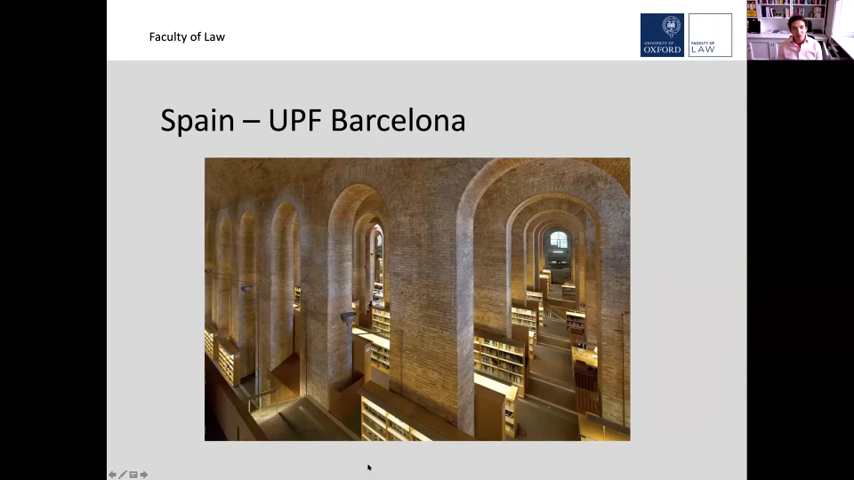 Faculty of Law
UNIVERSITY OF
OXFORD
FACULTY OF
LAW
Spain – UPF Barcelona